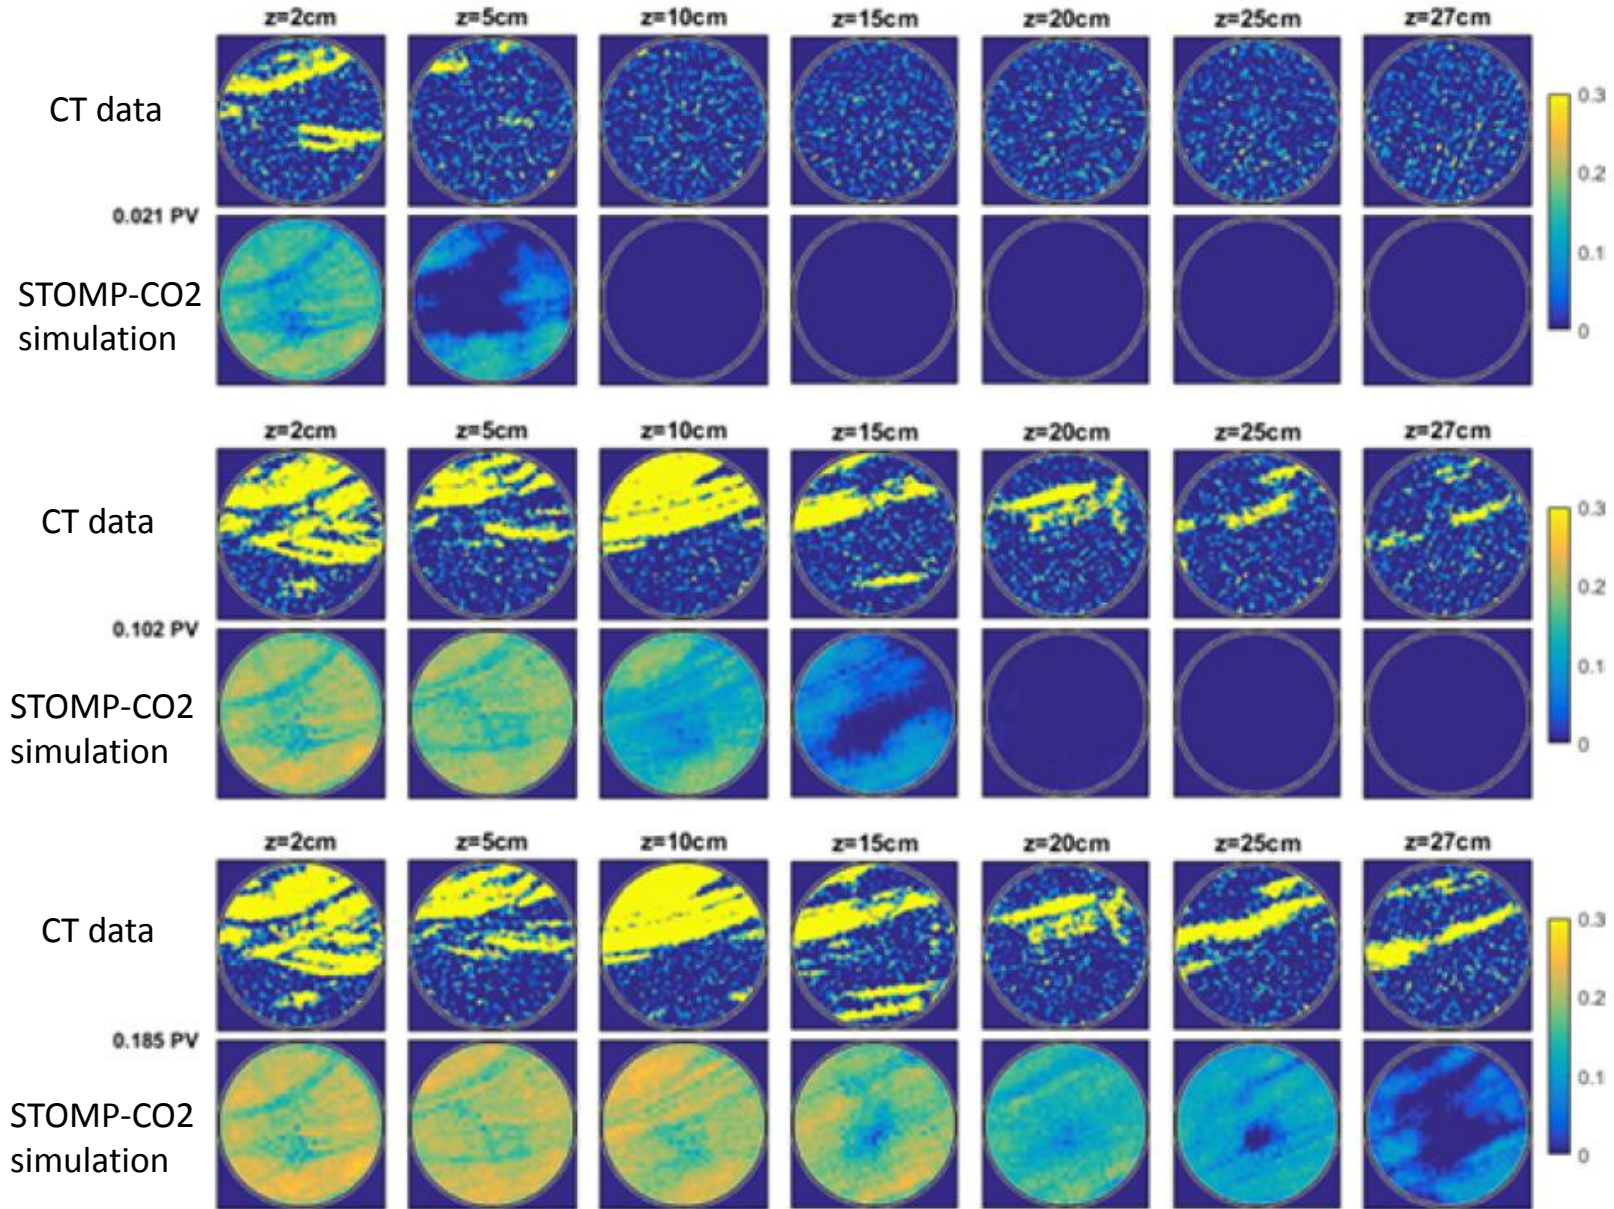 z=2cm z=5cm z=10cm z=15cm z=20cm z=25cm z=27cm
CT data
0.3
0.2
0.1
0
0.021 PV
STOMP-CO2
simulation
z=2cm z=5cm z=10cm z=15cm z=20cm z=25cm z=27cm
CT data
0.3
0.2
0.1
0
0.102 PV
STOMP-CO2
simulation
z=2cm z=5cm z=10cm z=15cm z=20cm z=25cm z=27cm
CT data
0.3
0.2
0.1
0
0.185 PV
STOMP-CO2
simulation